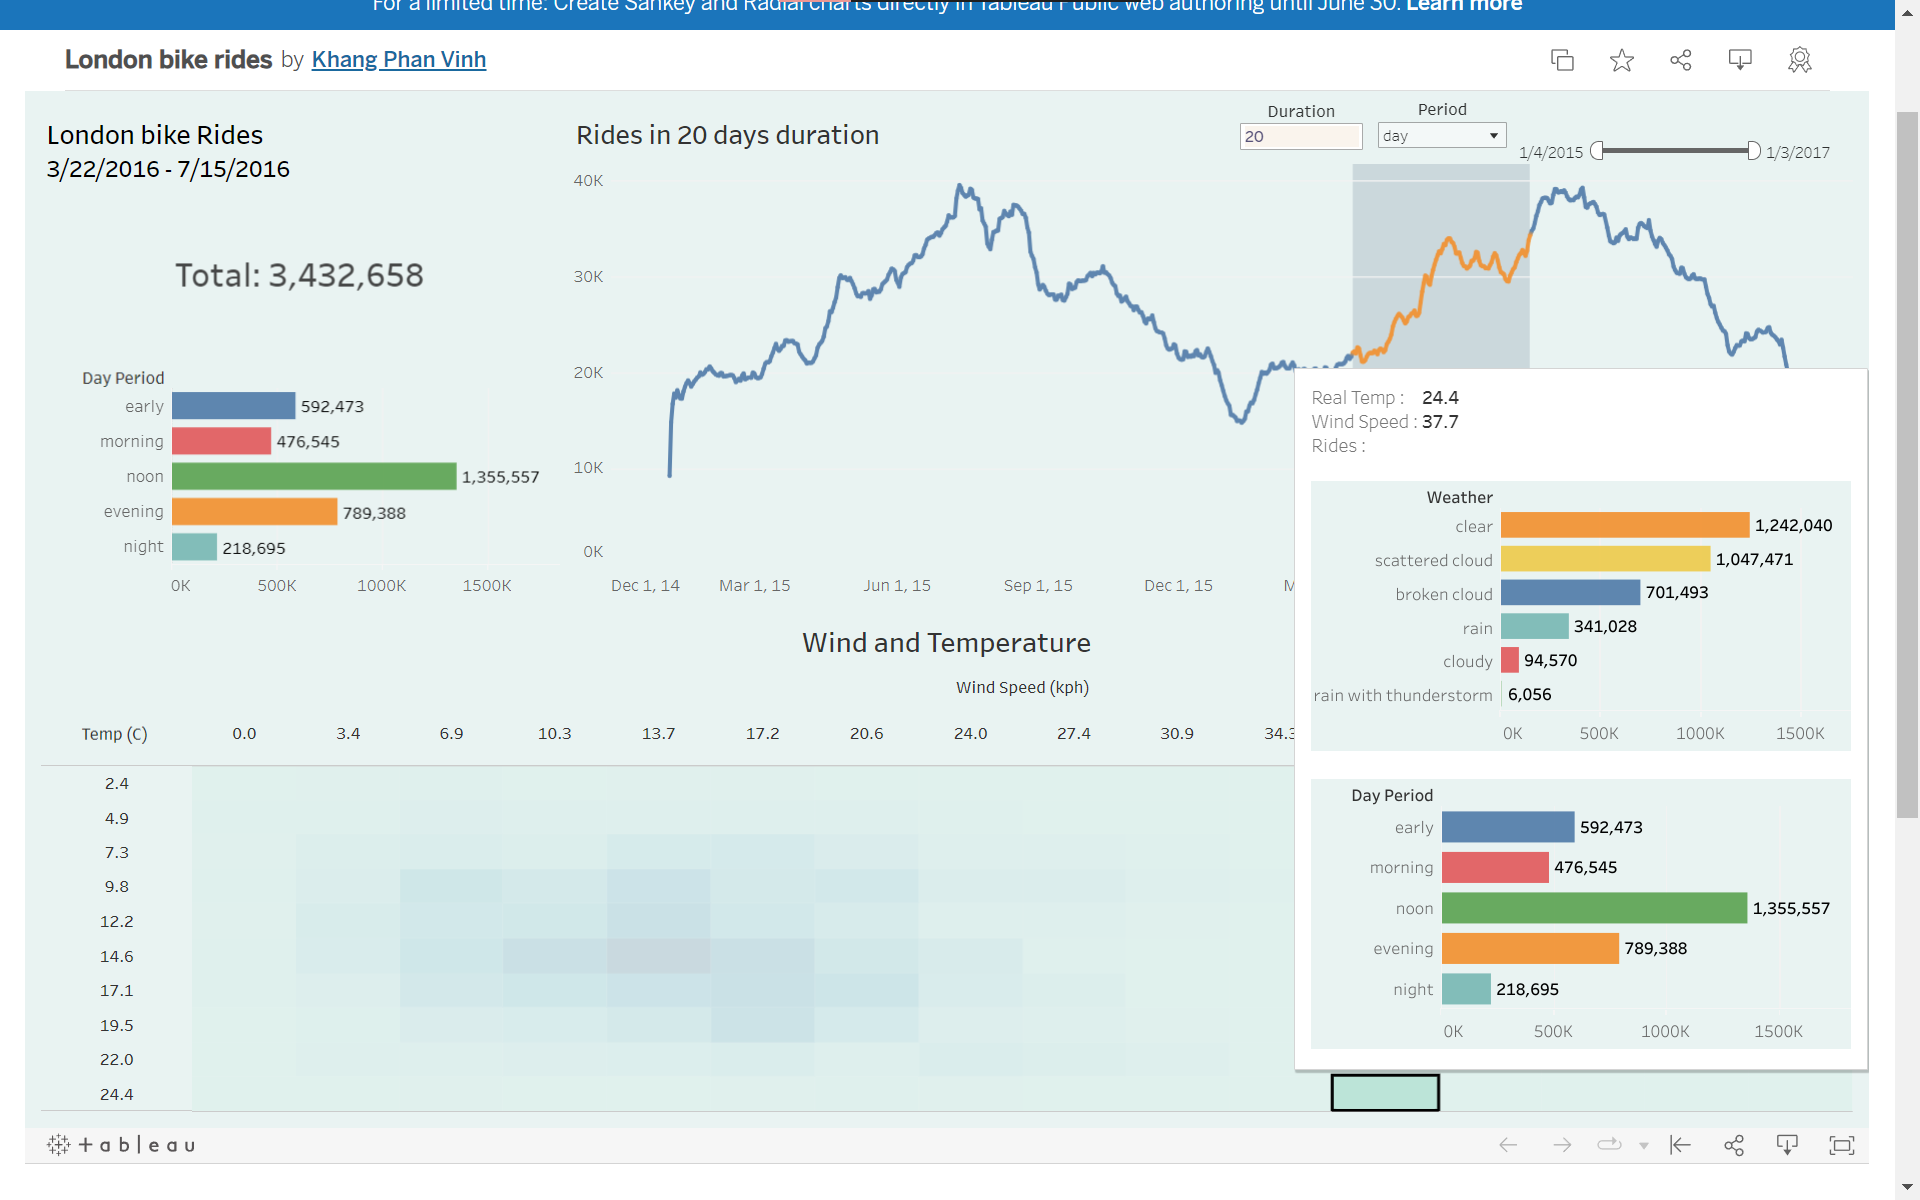 For a limited time: Create Sankey and Radial charts directly in Tableau Public web authoring until June 30. Learn more
London bike rides by Khang Phan Vinh
London bike Rides
3/22/2016 - 7/15/2016
Total: 3,432,658
Day Period
early 592,473
morning 476,545
noon 1,355,557
evening 789,388
night 218,695
0K 500K 1000K 1500K
Rides in 20 days duration
Duration
20
Period
day
1/4/2015 1/3/2017
40K
30K
20K
10K
0K
Dec 1, 14 Mar 1, 15 Jun 1, 15 Sep 1, 15 Dec 1, 15
Real Temp : 24.4
Wind Speed : 37.7
Rides :
Weather
clear 1,242,040
scattered cloud 1,047,471
broken cloud 701,493
rain 341,028
cloudy 94,570
rain with thunderstorm 6,056
0K 500K 1000K 1500K
Day Period
early 592,473
morning 476,545
noon 1,355,557
evening 789,388
night 218,695
0K 500K 1000K 1500K
Wind and Temperature
Wind Speed (kph)
Temp (C) 0.0 3.4 6.9 10.3 13.7 17.2 20.6 24.0 27.4 30.9 34.3
2.4
4.9
7.3
9.8
12.2
14.6
17.1
19.5
22.0
24.4
+ a b | e a u